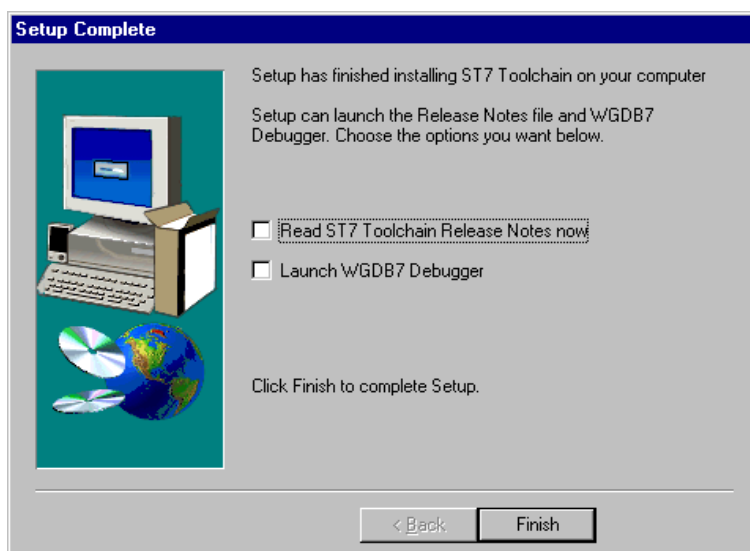 Setup Complete
Setup has finished installing ST7 Toolchain on your computer
Setup can launch the Release Notes file and WGDB7
Debugger. Choose the options you want below.
Read ST7 Toolchain Release Notes now
Launch WGDB7 Debugger
Click Finish to complete Setup.
< Back
Finish